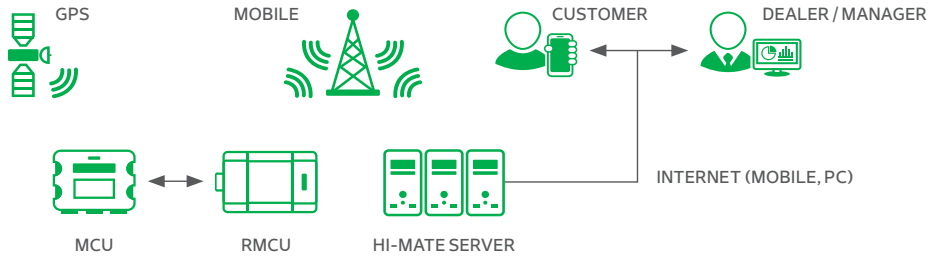 GPS
MOBILE
CUSTOMER
DEALER / MANAGER
INTERNET (MOBILE, PC)
MCU
RMCU
HI-MATE SERVER